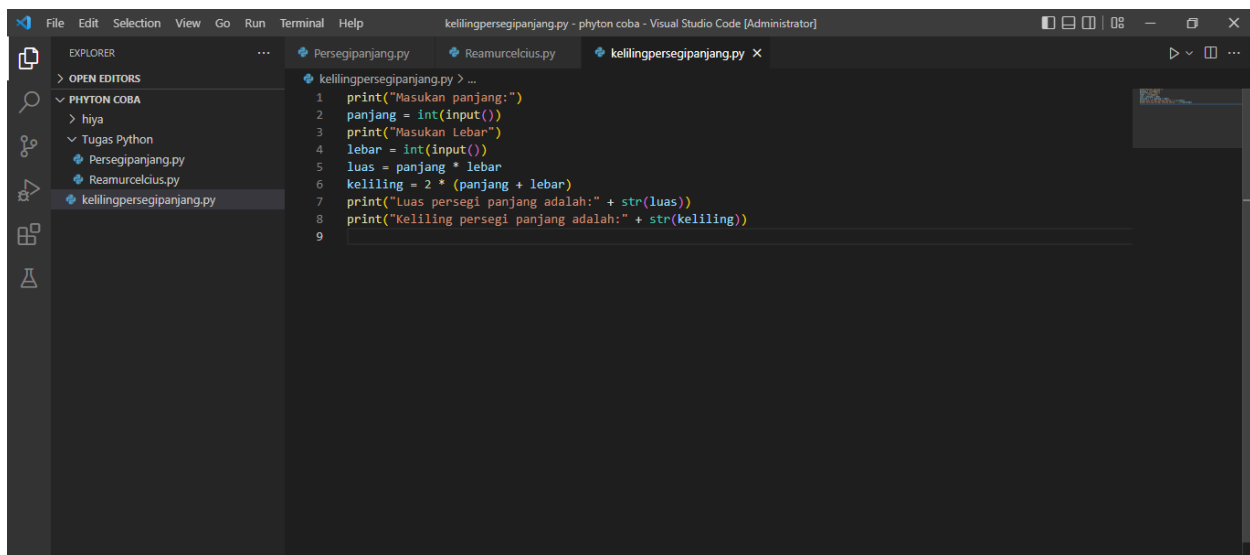 File Edit Selection View Go Run Terminal Help kelilingpersegipanjang.py - phyton coba - Visual Studio Code [Administrator]
EXPLORER
Persegipanjang.py Reamurcelcius.py kelilingpersegipanjang.py
OPEN EDITORS
kelilingpersegipanjang.py > ...
PHYTON COBA
hiya
Tugas Python
Persegipanjang.py
Reamurcelcius.py
kelilingpersegipanjang.py
1 print("Masukan panjang:")
2 panjang = int(input())
3 print("Masukan Lebar")
4 lebar = int(input())
5 luas = panjang * lebar
6 keliling = 2 * (panjang + lebar)
7 print("Luas persegi panjang adalah:" + str(luas))
8 print("Keliling persegi panjang adalah:" + str(keliling))
9